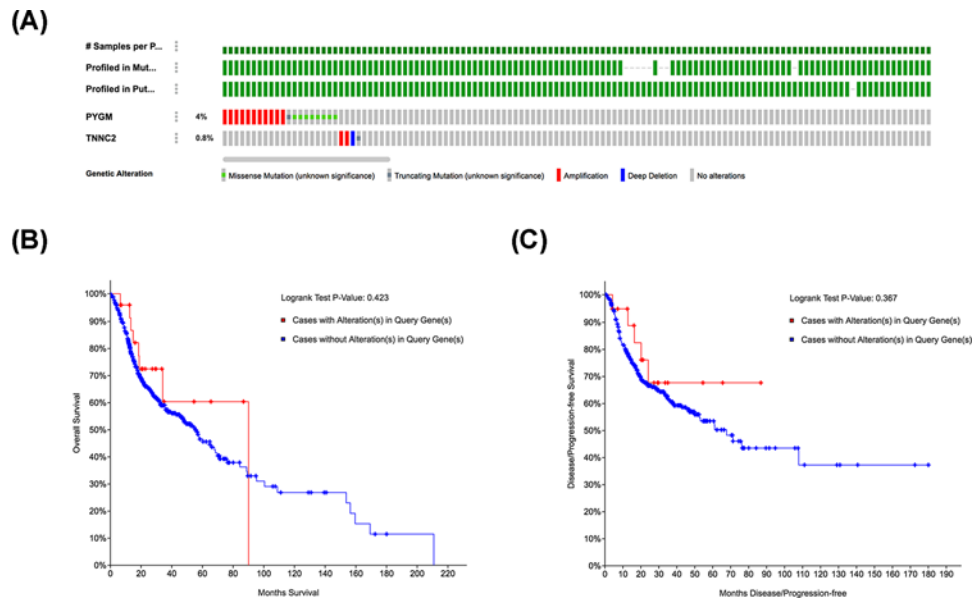 (A)
# Samples per P...
Profiled in Mut...
Profiled in Put...
PYGM 4%
TNNC2 0.8%
Genetic Alteration Missense Mutation (unknown significance) Truncating Mutation (unknown significance) Amplification Deep Deletion No alterations
(B)
Logrank Test P-Value: 0.423
Cases with Alteration(s) in Query Gene(s)
Cases without Alteration(s) in Query Gene(s)
Overall Survival
100%
90%
80%
70%
60%
50%
40%
30%
20%
10%
0%
0 20 40 60 80 100 120 140 160 180 200 220
Months Survival
(C)
Logrank Test P-Value: 0.367
Cases with Alteration(s) in Query Gene(s)
Cases without Alteration(s) in Query Gene(s)
Disease/Progression-free Survival
100%
90%
80%
70%
60%
50%
40%
30%
20%
10%
0%
0 10 20 30 40 50 60 70 80 90 100 110 120 130 140 150 160 170 180 190
Months Disease/Progression-free